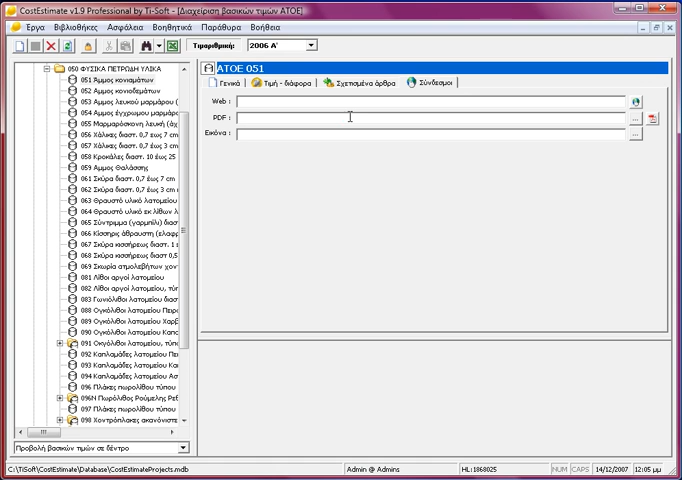 CostEstimate v1.9 Professional by Ti-Soft - [Διαχείριση βασικών τιμών ΑΤΟΕ]
Έργα Βιβλιοθήκες Ασφάλεια Βοηθητικά Παράθυρα Βοήθεια
Τιμαριθμική: 2006 Α'
050 ΦΥΣΙΚΑ ΠΕΤΡΩΔΗ ΥΛΙΚΑ
051 Άμμος κονιαμάτων
052 Άμμος κονιοδεμάτων
053 Άμμος λευκού μαρμάρου (
054 Άμμος έγχρωμου μαρμάρο
055 Μαρμαρόσκονη λευκή (άχ
056 Χάλικες διαστ. 0,7 έως 7 cm
057 Χάλικες διαστ. 0,7 έως 3 cm
058 Κροκάλες διαστ. 10 έως 25
059 Άμμος Θαλάσσης
061 Σκύρα διαστ. 0,7 έως 7 cm
062 Σκύρα διαστ. 0,7 έως 3 cm
063 Θραυστό υλικό λατομείου
064 Θραυστό υλικό εκ λίθων λ
065 Σύντριμμα (γαρμπίλι) διασ
066 Κίσσηρις άθραυστη (ελαφρ
067 Σκύρα κισσήρεως διαστ. 1
068 Σκύρα κισσήρεως διαστ 0,5
069 Σκωρία ατμολεβήτων χον
081 Λίθοι αργοί λατομείου
082 Λίθοι αργοί λατομείου, τύπ
083 Γωνιόλιθοι λατομείου διασ
088 Ογκόλιθοι λατομείου Πειρα
089 Ογκόλιθοι λατομείου Χαρβ
090 Ογκόλιθοι λατομείου Καπα
091 Ογκόλιθοι λατομείου, τύπο
092 Καπλαμάδες λατομείου Πε
093 Καπλαμάδες λατομείου Κα
094 Καπλαμάδες λατομείου Ασ
096 Πλάκες πωρολίθου τύπου
096Ν Πωρόλιθος Ρούμελης Ρεθ
097 Πλάκες πωρολίθου τύπου
098 Χοντρόπλακες ακανόνιστε
Προβολή βασικών τιμών σε δέντρο
ΑΤΟΕ 051
Γενικά Τιμή - διάφορα Σχετισμένα άρθρα Σύνδεσμοι
Web :
PDF :
Εικόνα :
C:\TiSoft\CostEstimate\Database\CostEstimateProjects.mdb Admin @ Admins HL:1868025 NUM CAPS 14/12/2007 12:05 μμ